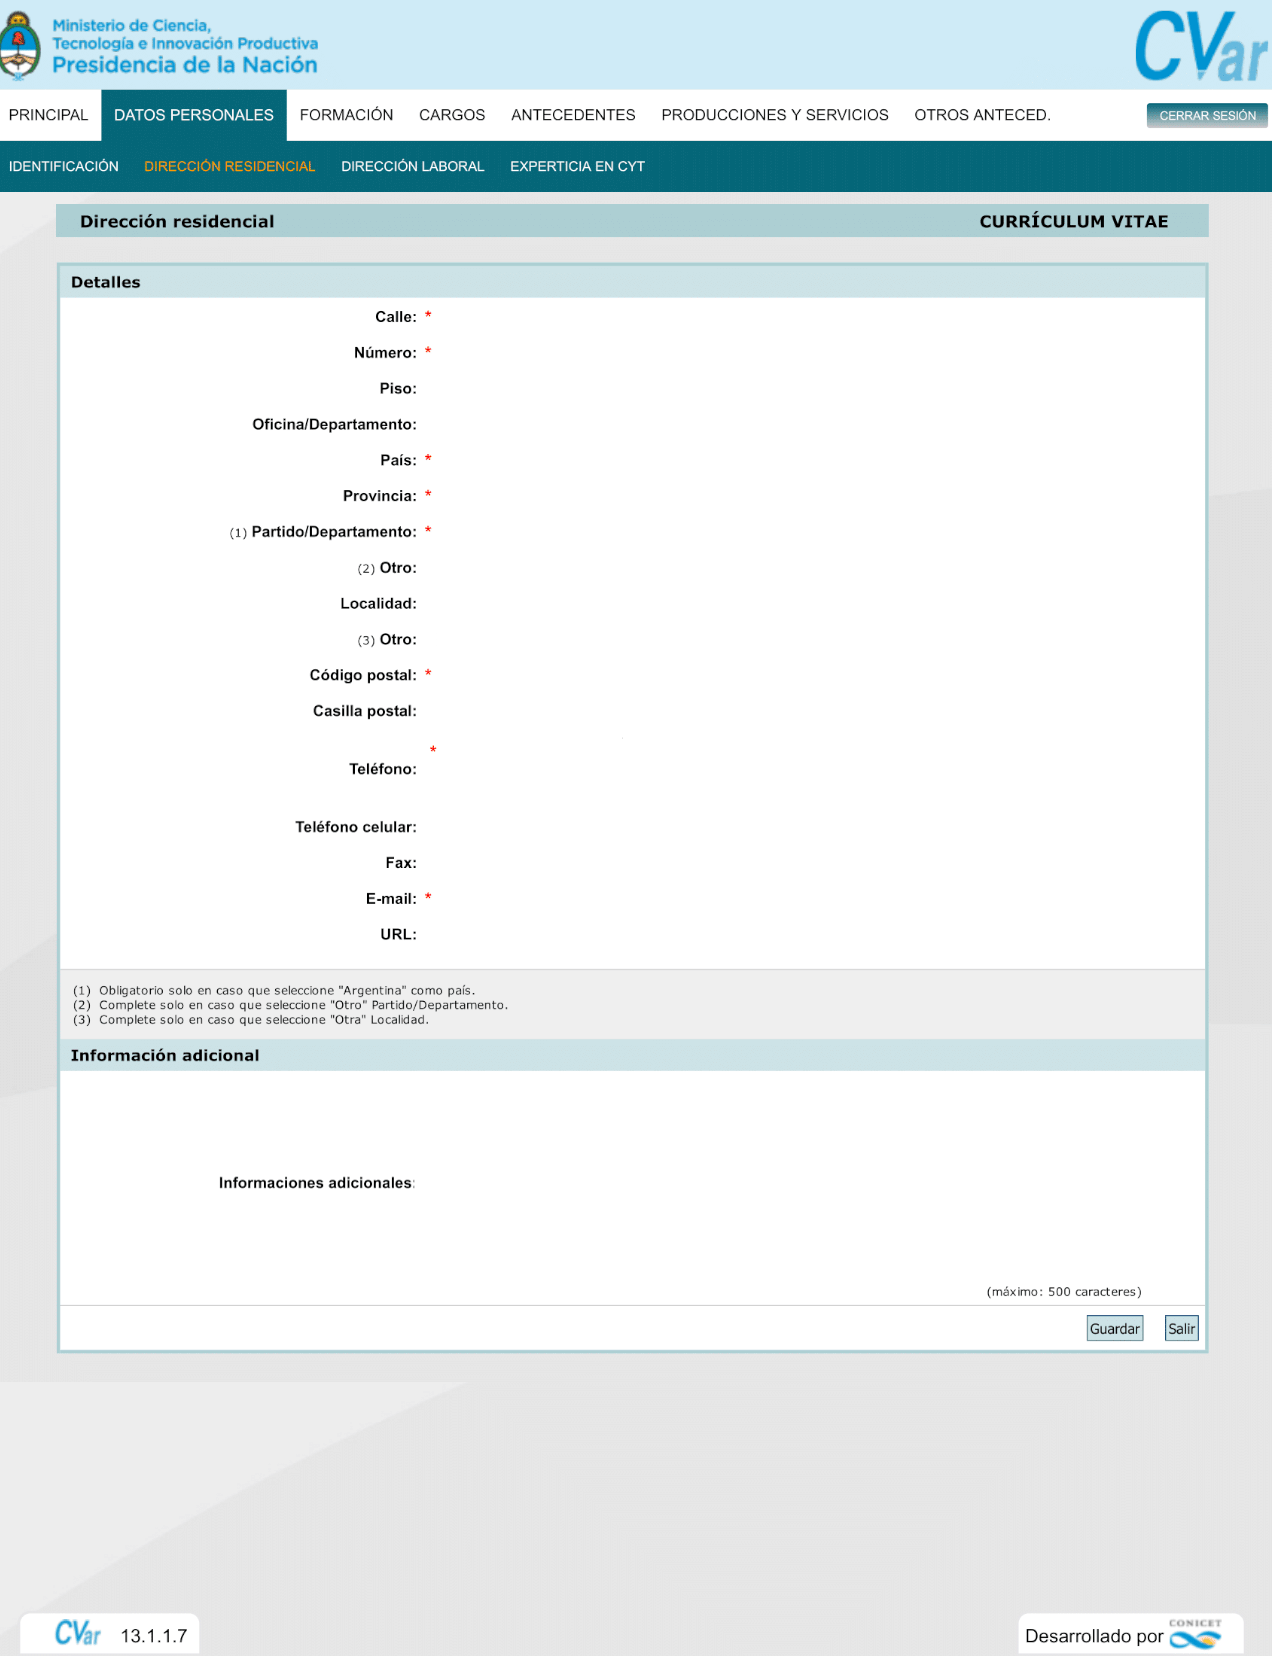 Ministerio de Ciencia,
Tecnología e Innovación Productiva
Presidencia de la Nación
CVar
PRINCIPAL DATOS PERSONALES FORMACIÓN CARGOS ANTECEDENTES PRODUCCIONES Y SERVICIOS OTROS ANTECED. CERRAR SESIÓN
IDENTIFICACIÓN DIRECCIÓN RESIDENCIAL DIRECCIÓN LABORAL EXPERTICIA EN CYT
Dirección residencial CURRÍCULUM VITAE
Detalles
Calle: *
Número: *
Piso:
Oficina/Departamento:
País: *
Provincia: *
(1) Partido/Departamento: *
(2) Otro:
Localidad:
(3) Otro:
Código postal: *
Casilla postal:
*
Teléfono:
Teléfono celular:
Fax:
E-mail: *
URL:
(1) Obligatorio solo en caso que seleccione "Argentina" como país.
(2) Complete solo en caso que seleccione "Otro" Partido/Departamento.
(3) Complete solo en caso que seleccione "Otra" Localidad.
Información adicional
Informaciones adicionales:
(máximo: 500 caracteres)
Guardar Salir
CVar 13.1.1.7
Desarrollado por CONICET